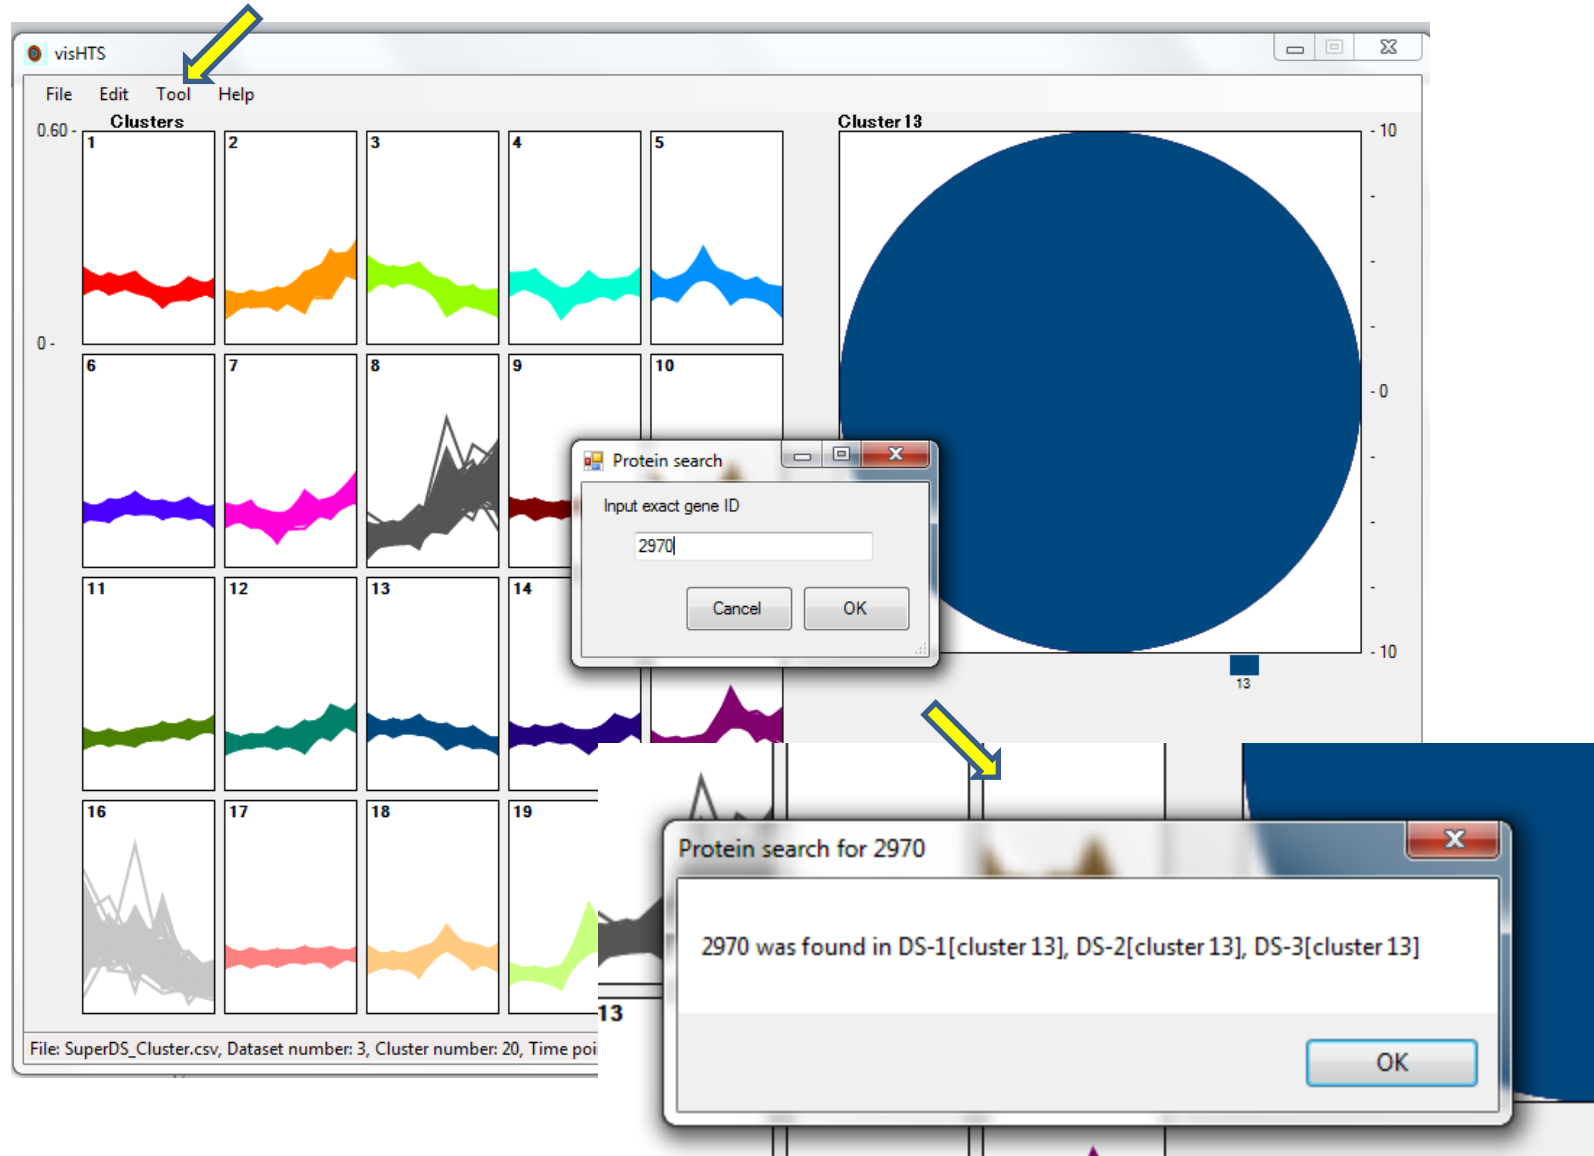 visHTS
File Edit Tool Help
Clusters
Cluster 13
0.60 -
0 -
1 2 3 4 5
6 7 8 9 10
11 12 13 14
16 17 18 19
- 10
-
-
-
- 0
-
-
-
- 10
13
Protein search
Input exact gene ID
2970
Cancel OK
File: SuperDS_Cluster.csv, Dataset number: 3, Cluster number: 20, Time poi
13
Protein search for 2970
2970 was found in DS-1[cluster 13], DS-2[cluster 13], DS-3[cluster 13]
OK